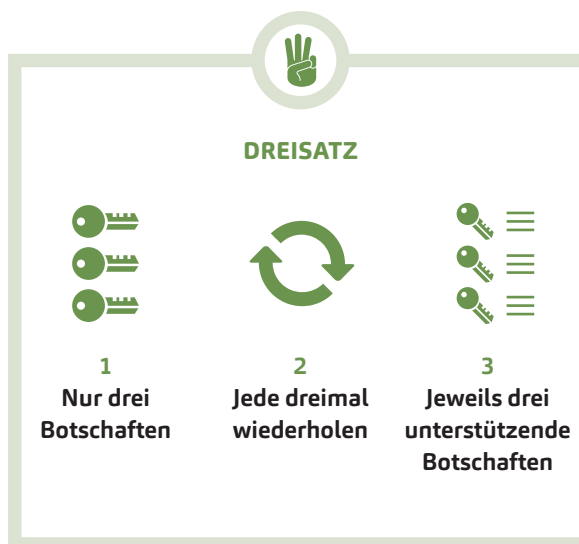 DREISATZ
1
Nur drei
Botschaften
2
Jede dreimal
wiederholen
3
Jeweils drei
unterstützende
Botschaften